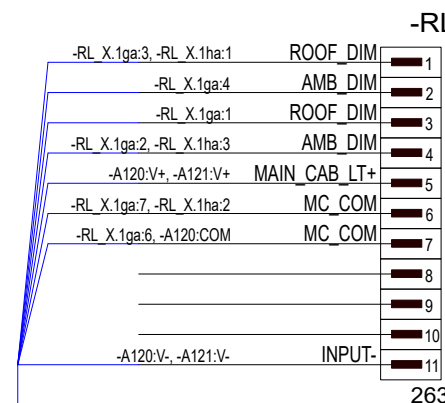 -RL
-RL_X.1ga:3, -RL_X.1ha:1 ROOF_DIM 1
-RL_X.1ga:4 AMB_DIM 2
-RL_X.1ga:1 ROOF_DIM 3
-RL_X.1ga:2, -RL_X.1ha:3 AMB_DIM 4
-A120:V+, -A121:V+ MAIN_CAB_LT+ 5
-RL_X.1ga:7, -RL_X.1ha:2 MC_COM 6
-RL_X.1ga:6, -A120:COM MC_COM 7
8
9
10
-A120:V-, -A121:V- INPUT- 11
263